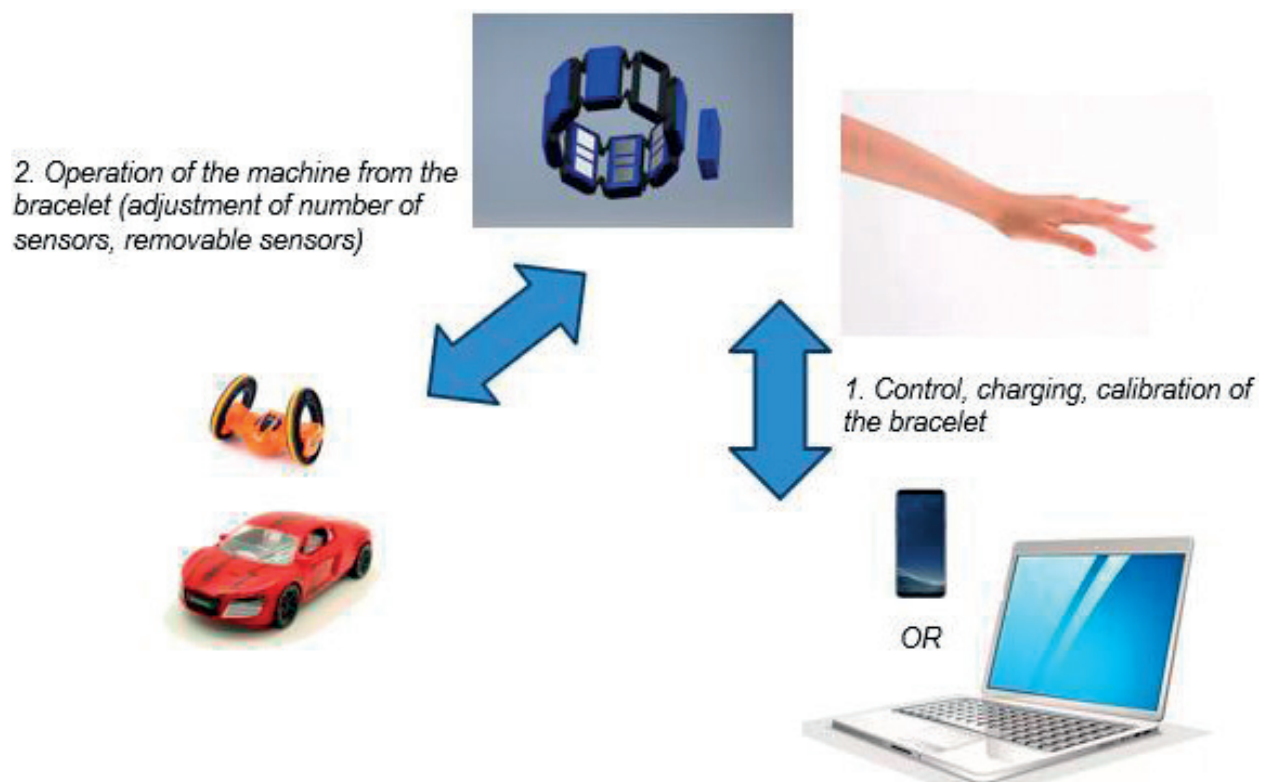 2. Operation of the machine from the
bracelet (adjustment of number of
sensors, removable sensors)
1. Control, charging, calibration of
the bracelet
OR